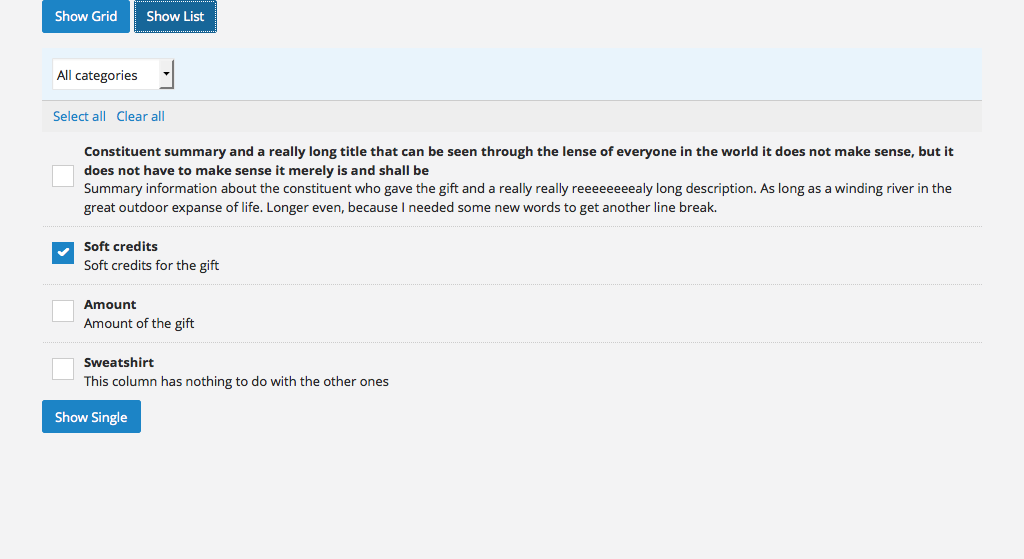 Show Grid
Show List
All categories
Select all Clear all
Constituent summary and a really long title that can be seen through the lense of everyone in the world it does not make sense, but it
does not have to make sense it merely is and shall be
Summary information about the constituent who gave the gift and a really really reeeeeeeealy long description. As long as a winding river in the
great outdoor expanse of life. Longer even, because I needed some new words to get another line break.
Soft credits
Soft credits for the gift
Amount
Amount of the gift
Sweatshirt
This column has nothing to do with the other ones
Show Single